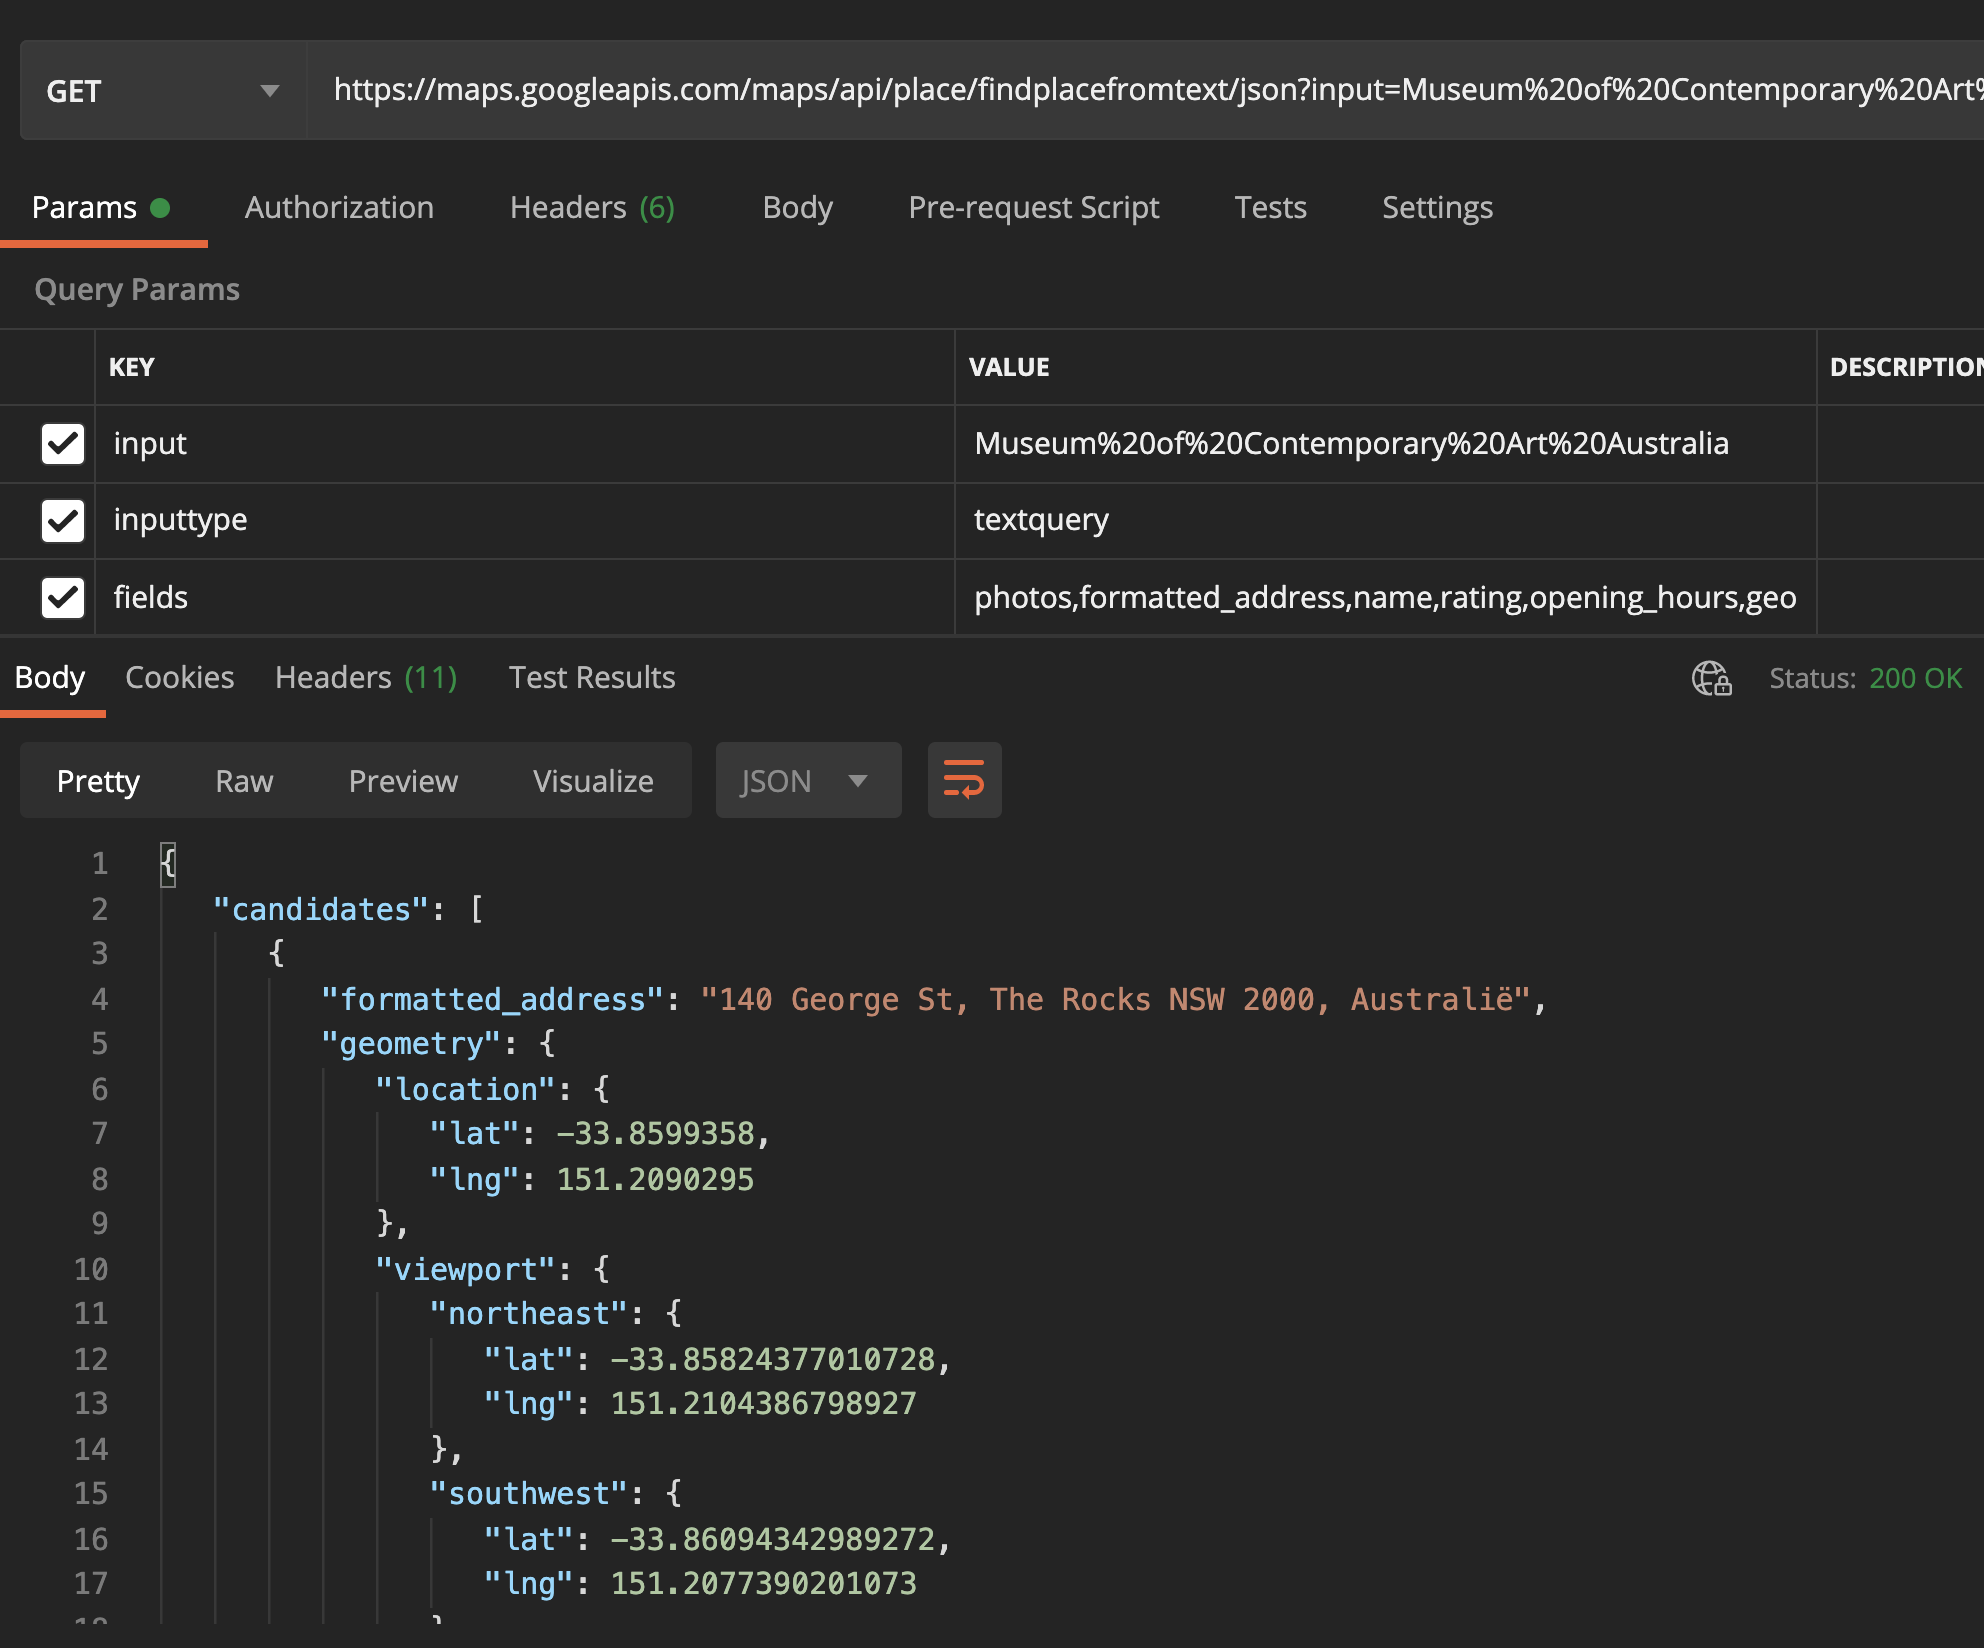 GET https://maps.googleapis.com/maps/api/place/findplacefromtext/json?input=Museum%20of%20Contemporary%20Art%
Params Authorization Headers (6) Body Pre-request Script Tests Settings
Query Params
KEY VALUE DESCRIPTION
input Museum%20of%20Contemporary%20Art%20Australia
inputtype textquery
fields photos,formatted_address,name,rating,opening_hours,geo
Body Cookies Headers (11) Test Results Status: 200 OK
Pretty Raw Preview Visualize JSON
1 {
2 "candidates": [
3 {
4 "formatted_address": "140 George St, The Rocks NSW 2000, Australië",
5 "geometry": {
6 "location": {
7 "lat": -33.8599358,
8 "lng": 151.2090295
9 },
10 "viewport": {
11 "northeast": {
12 "lat": -33.85824377010728,
13 "lng": 151.2104386798927
14 },
15 "southwest": {
16 "lat": -33.86094342989272,
17 "lng": 151.2077390201073